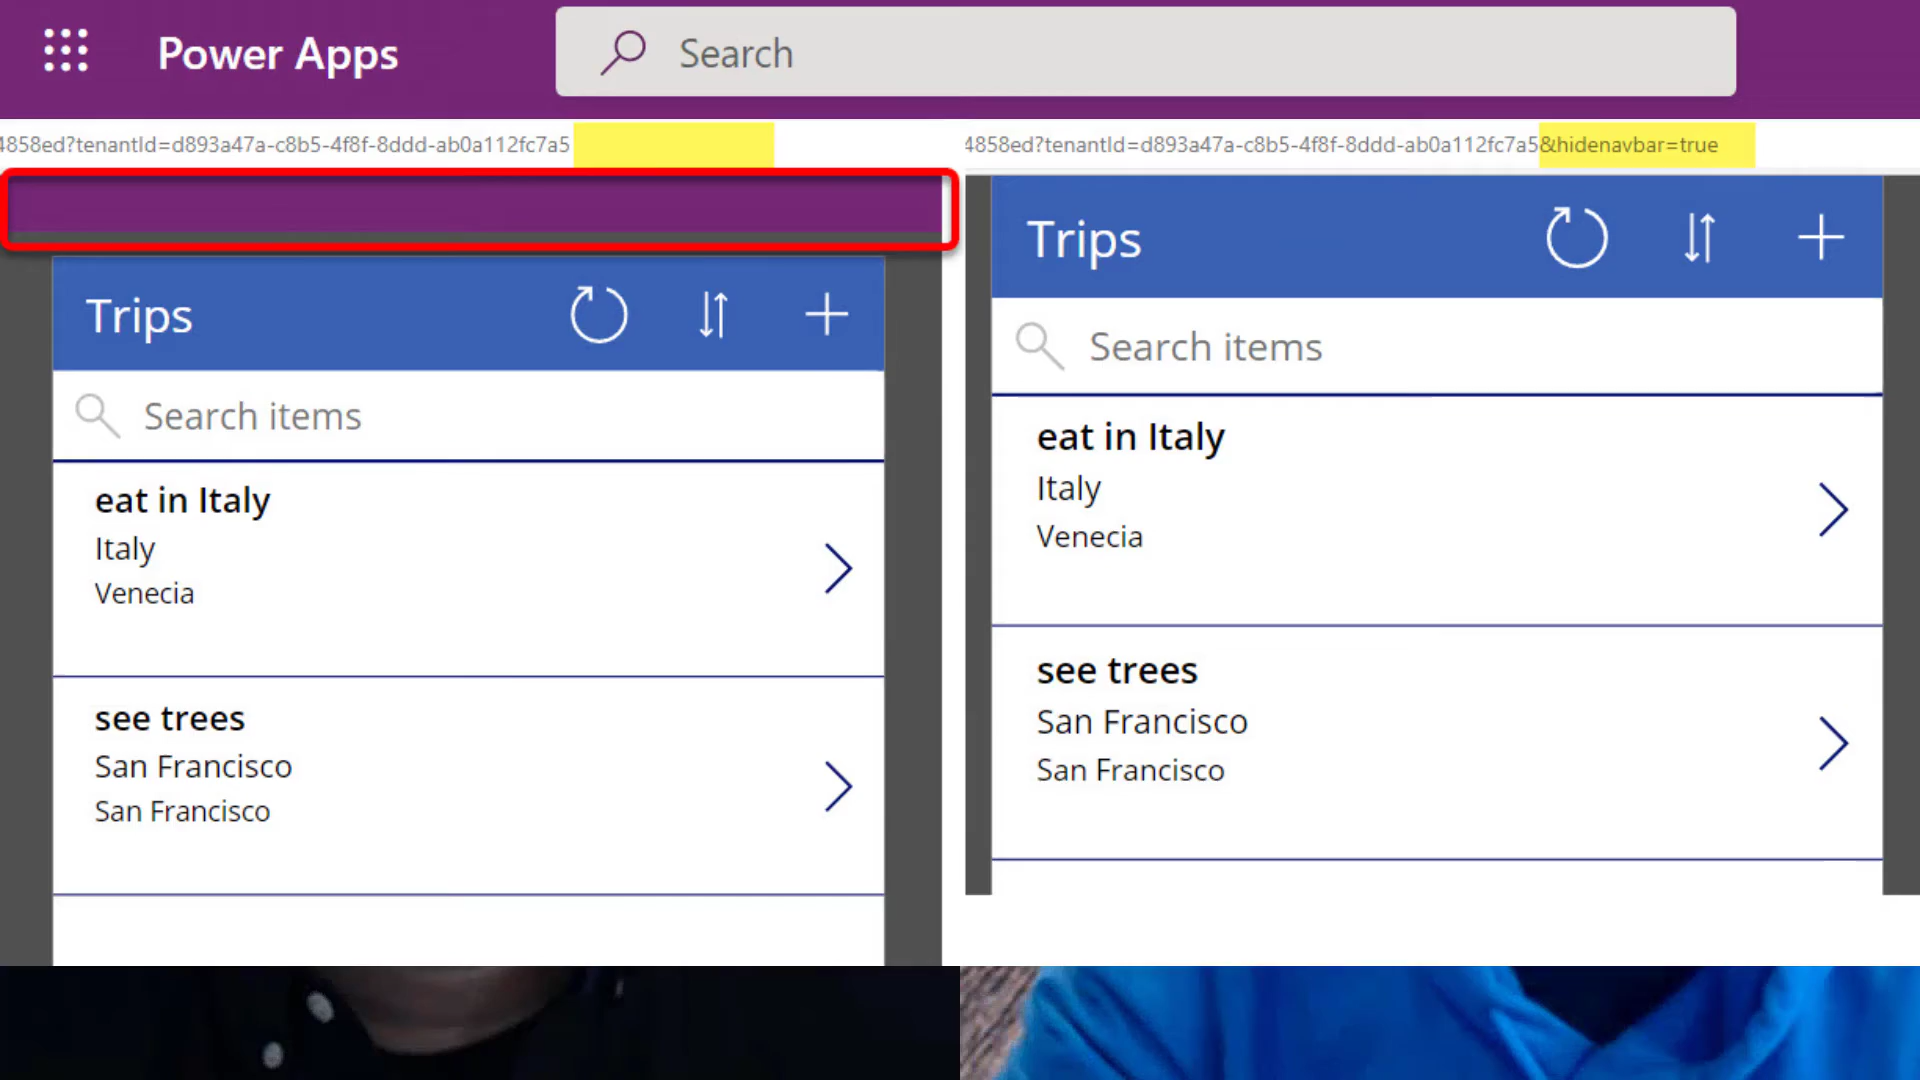 Power Apps
Search
4858ed?tenantId=d893a47a-c8b5-4f8f-8ddd-ab0a112fc7a5
Trips
Search items
eat in Italy
Italy
Venecia
see trees
San Francisco
San Francisco
4858ed?tenantId=d893a47a-c8b5-4f8f-8ddd-ab0a112fc7a5&hidenavbar=true
Trips
Search items
eat in Italy
Italy
Venecia
see trees
San Francisco
San Francisco